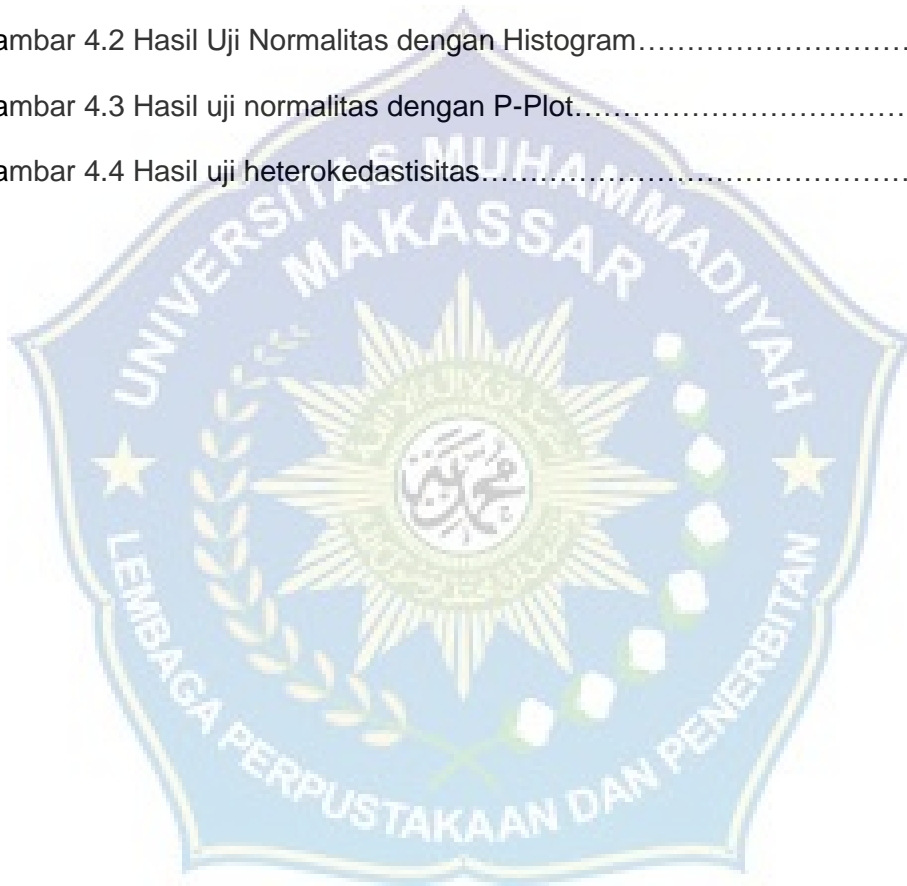 ambar 4.2 Hasil Uji Normalitas dengan Histogram…………………………
ambar 4.3 Hasil uji normalitas dengan P-Plot………………………………
ambar 4.4 Hasil uji heterokedastisitas………………………………………
UNIVERSITAS MUHAMMADIYAH
MAKASSAR
محمدية
LEMBAGA PERPUSTAKAAN DAN PENERBITAN